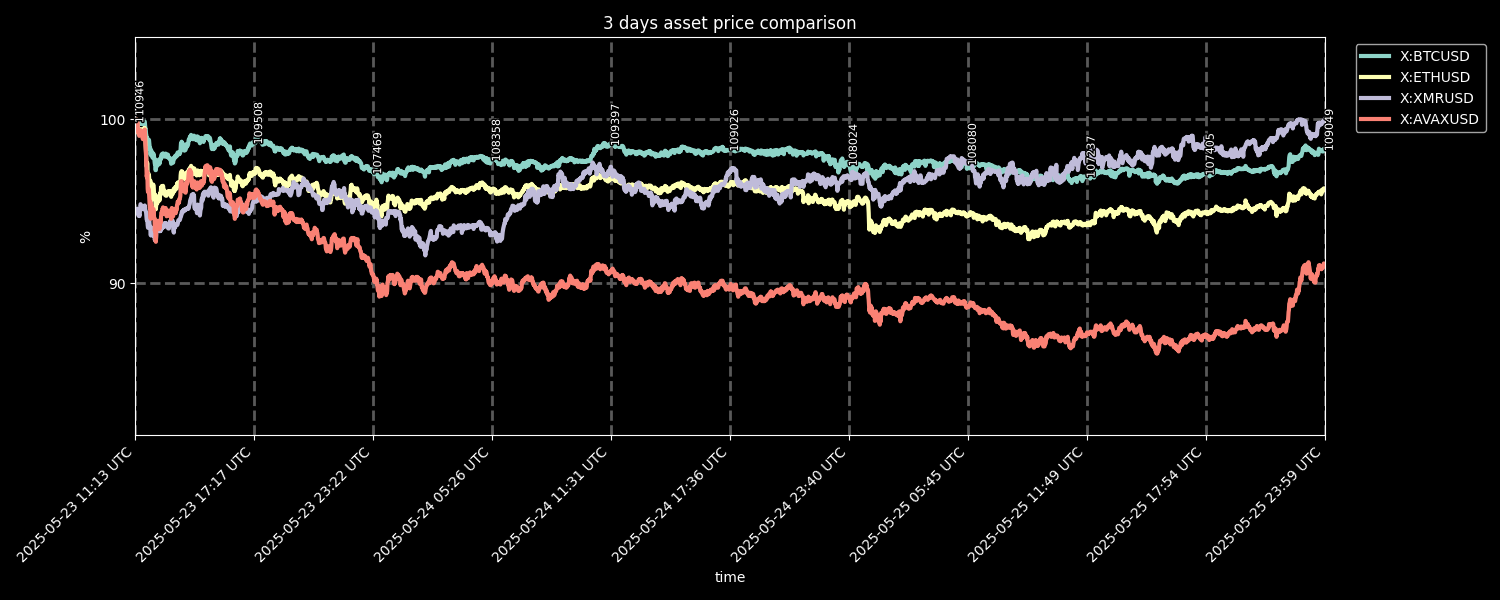 3 days asset price comparison
X:BTCUSD
X:ETHUSD
X:XMRUSD
X:AVAXUSD
100
90
%
110946
109508
107469
108358
109397
109026
108024
108080
107237
107405
109049
2025-05-23 11:13 UTC
2025-05-23 17:17 UTC
2025-05-23 23:22 UTC
2025-05-24 05:26 UTC
2025-05-24 11:31 UTC
2025-05-24 17:36 UTC
2025-05-24 23:40 UTC
2025-05-25 05:45 UTC
2025-05-25 11:49 UTC
2025-05-25 17:54 UTC
2025-05-25 23:59 UTC
time